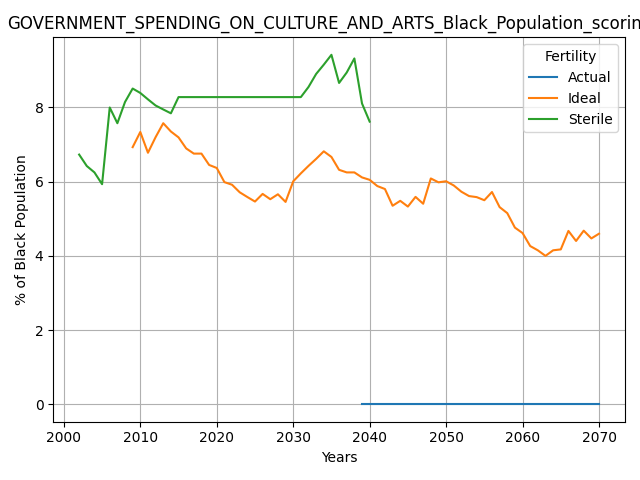 GOVERNMENT_SPENDING_ON_CULTURE_AND_ARTS_Black_Population_scorin
Fertility
Actual
Ideal
Sterile
% of Black Population
8
6
4
2
0
2000 2010 2020 2030 2040 2050 2060 2070
Years